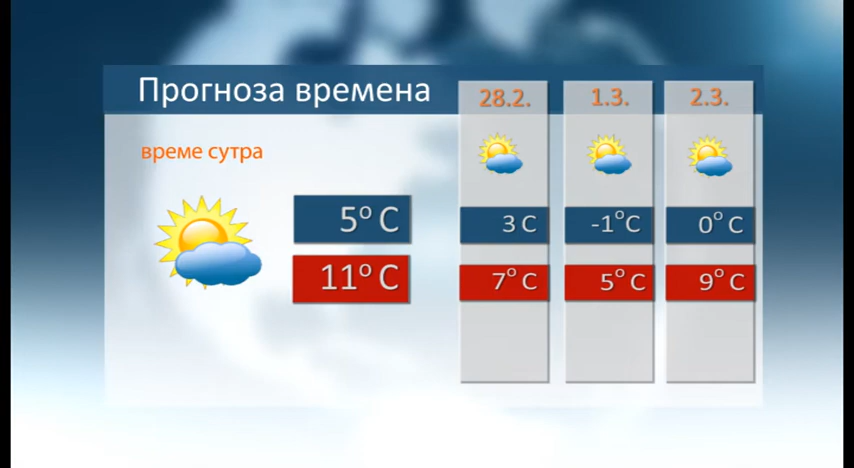 Прогноза времена
време сутра
5° C
11° C
28.2.
3 C
7° C
1.3.
-1°C
5° C
2.3.
0° C
9° C